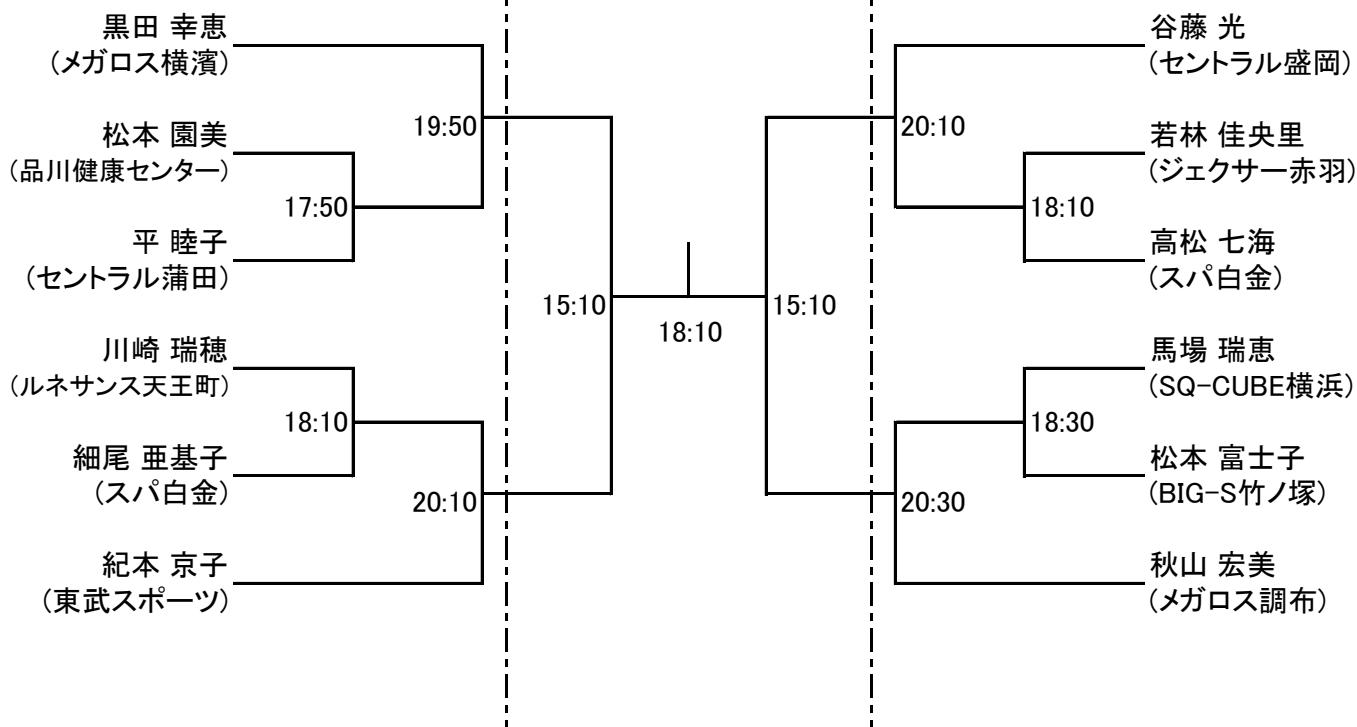 黒田 幸恵
(メガロス横濱)
松本 園美
(品川健康センター)
平 睦子
(セントラル蒲田)
川崎 瑞穂
(ルネサンス天王町)
細尾 亜基子
(スパ白金)
紀本 京子
(東武スポーツ)
17:50
18:10
19:50
20:10
15:10
18:10
15:10
20:10
20:30
18:10
18:30
谷藤 光
(セントラル盛岡)
若林 佳央里
(ジェクサー赤羽)
高松 七海
(スパ白金)
馬場 瑞恵
(SQ-CUBE横浜)
松本 富士子
(BIG-S竹ノ塚)
秋山 宏美
(メガロス調布)